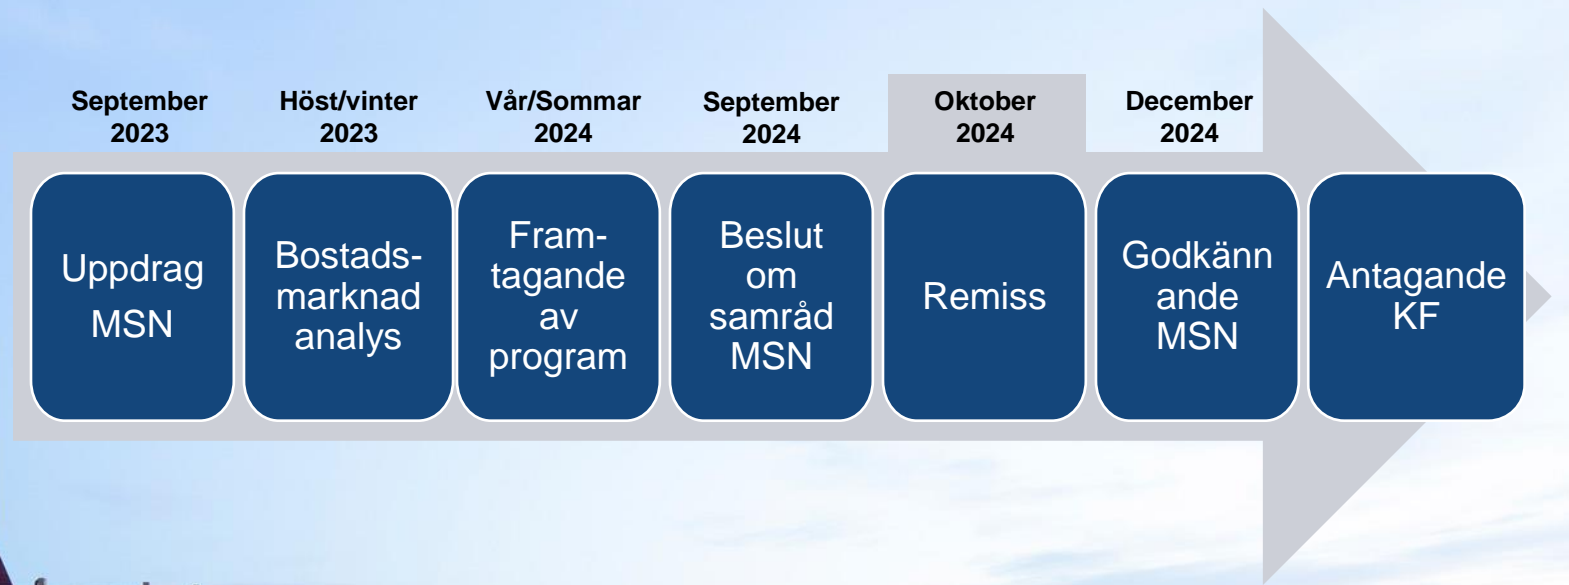 September
2023
Höst/vinter
2023
Vår/Sommar
2024
September
2024
Oktober
2024
December
2024
Uppdrag
MSN
Bostads-
marknad
analys
Fram-
tagande
av
program
Beslut
om
samråd
MSN
Remiss
Godkänn
ande
MSN
Antagande
KF